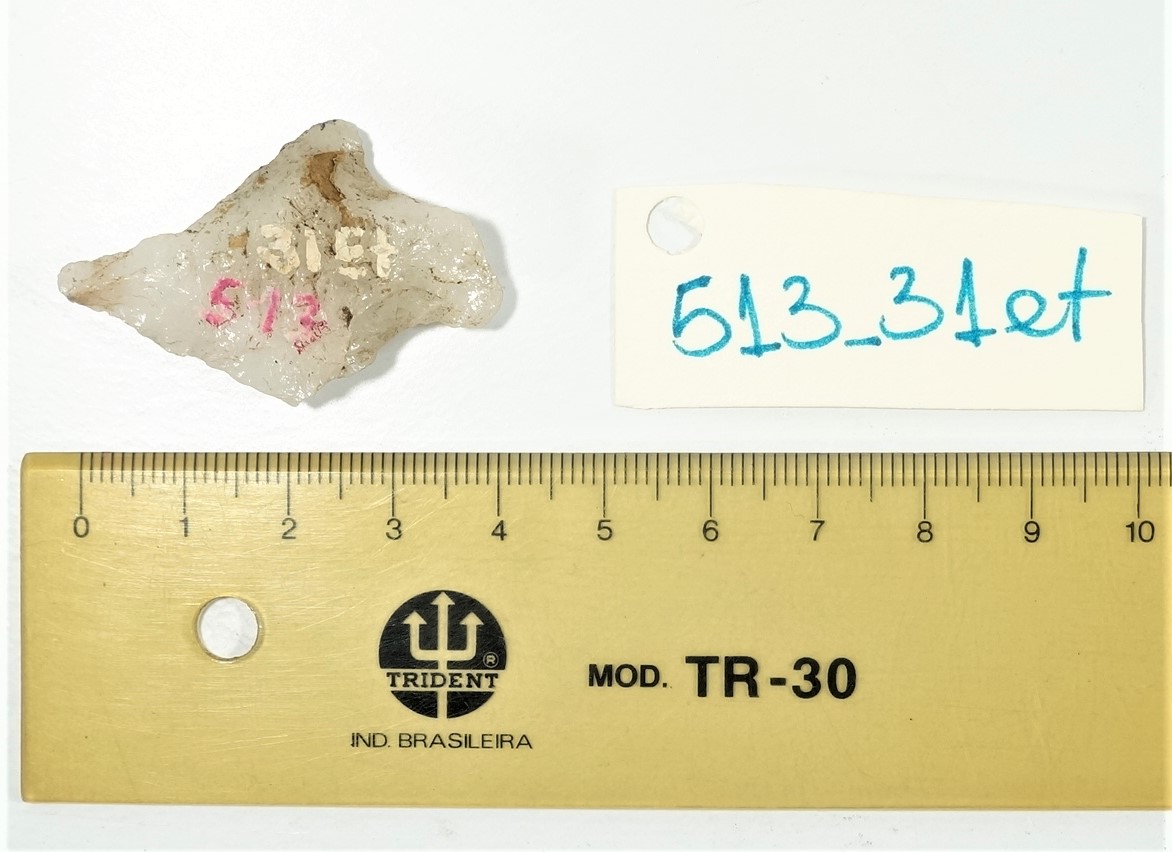 31et
513
513_31et
0 1 2 3 4 5 6 7 8 9 10
TRIDENT ®
IND. BRASILEIRA
MOD. TR-30